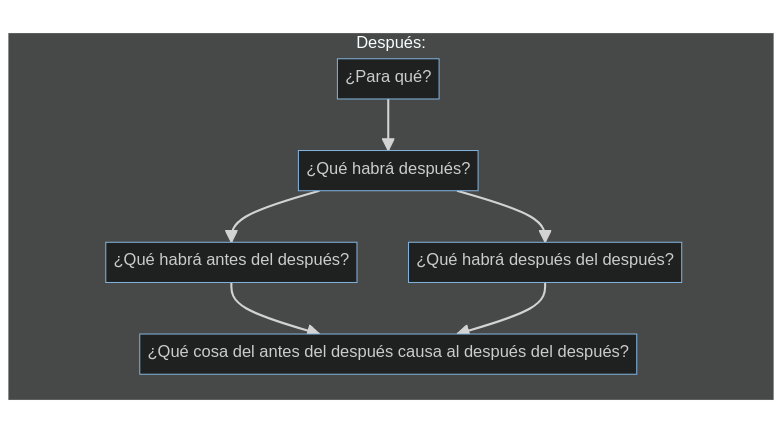 Después:
¿Para qué?
¿Qué habrá después?
¿Qué habrá antes del después?
¿Qué habrá después del después?
¿Qué cosa del antes del después causa al después del después?